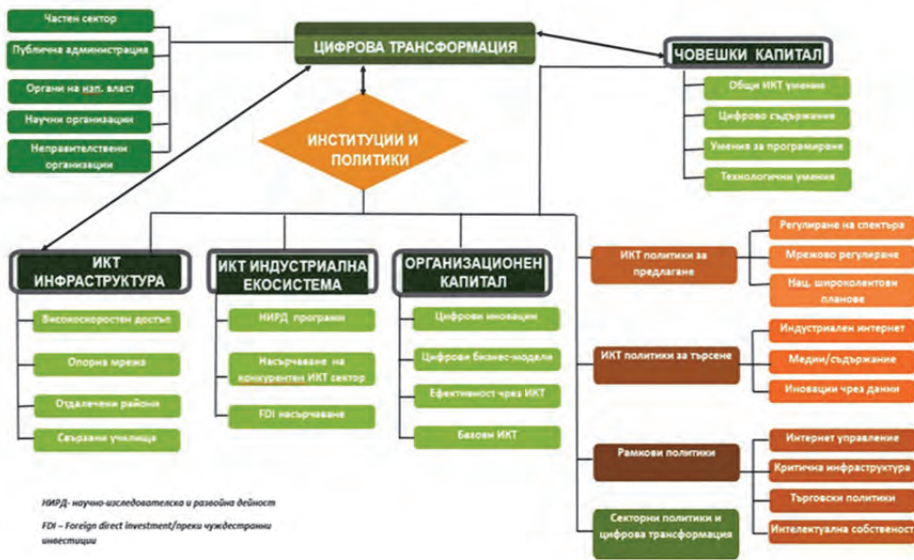 Частен сектор
Публична администрация
Органи на нац. власт
Научни организации
Неправителствени
организации
ЦИФРОВА ТРАНСФОРМАЦИЯ
ЧОВЕШКИ КАПИТАЛ
Общи ИКТ умения
Цифрово съдържание
Умения за програмиране
Технологични умения
ИНСТИТУЦИИ И
ПОЛИТИКИ
ИКТ
ИНФРАСТРУКТУРА
Високоскоростен достъп
Опорна мрежа
Отдалечени райони
Свързани училища
ИКТ ИНДУСТРИАЛНА
ЕКОСИСТЕМА
НИРД програми
Насърчаване на
конкурентен ИКТ сектор
FDI насърчаване
ОРГАНИЗАЦИОНЕН
КАПИТАЛ
Цифрови иновации
Цифрови бизнес-модели
Ефективност чрез ИКТ
Базови ИКТ
ИКТ политики за
предлагане
Регулиране на спектъра
Мрежово регулиране
Нац. широколентови
планове
ИКТ политики за търсене
Индустриален интернет
Медии/съдържание
Иновации чрез данни
Рамкови политики
Интернет управление
Критична инфраструктура
Търговски политики
Интелектуална собственост
Секторни политики и
цифрова трансформация
НИРД- научно-изследователска и развойна дейност
FDI – Foreign direct investment/преки чуждестранни
инвестиции